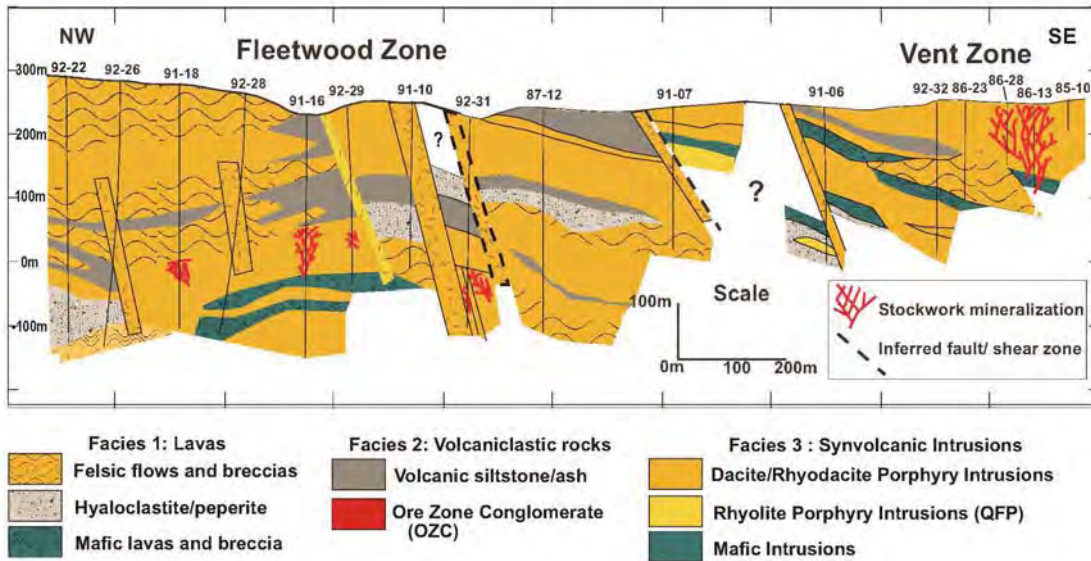 NW
SE
Fleetwood Zone
Vent Zone
92-22 92-26 91-18 92-28 91-16 92-29 91-10 92-31 87-12 91-07 91-06 92-32 86-23 86-28 86-13 85-10
300m
200m
100m
0m
-100m
?
?
100m
Scale
0m 100 200m
Stockwork mineralization
Inferred fault/ shear zone
Facies 1: Lavas
Felsic flows and breccias
Hyaloclastite/peperite
Mafic lavas and breccia
Facies 2: Volcaniclastic rocks
Volcanic siltstone/ash
Ore Zone Conglomerate
(OZC)
Facies 3 : Synvolcanic Intrusions
Dacite/Rhyodacite Porphyry Intrusions
Rhyolite Porphyry Intrusions (QFP)
Mafic Intrusions